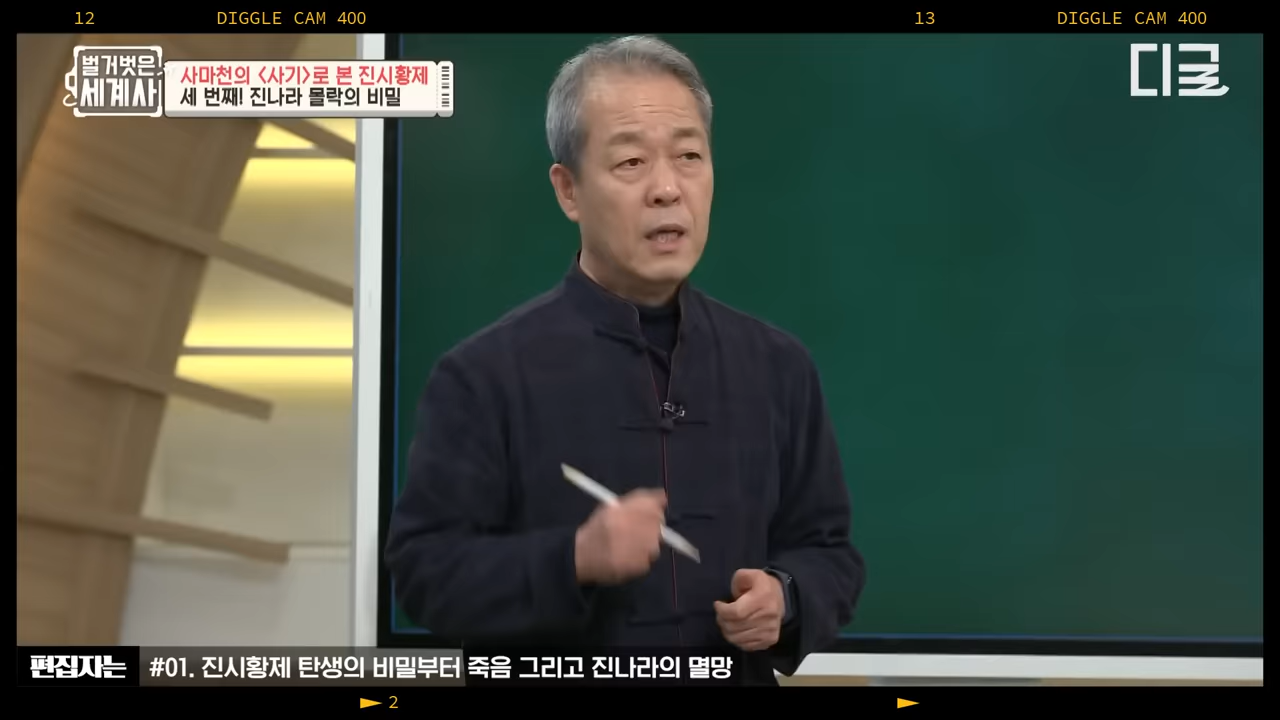 12 DIGGLE CAM 400 13 DIGGLE CAM 400
벌거벗은
세계사
사마천의 <사기>로 본 진시황제
세 번째! 진나라 몰락의 비밀
디글
편집자는 #01. 진시황제 탄생의 비밀부터 죽음 그리고 진나라의 멸망
2